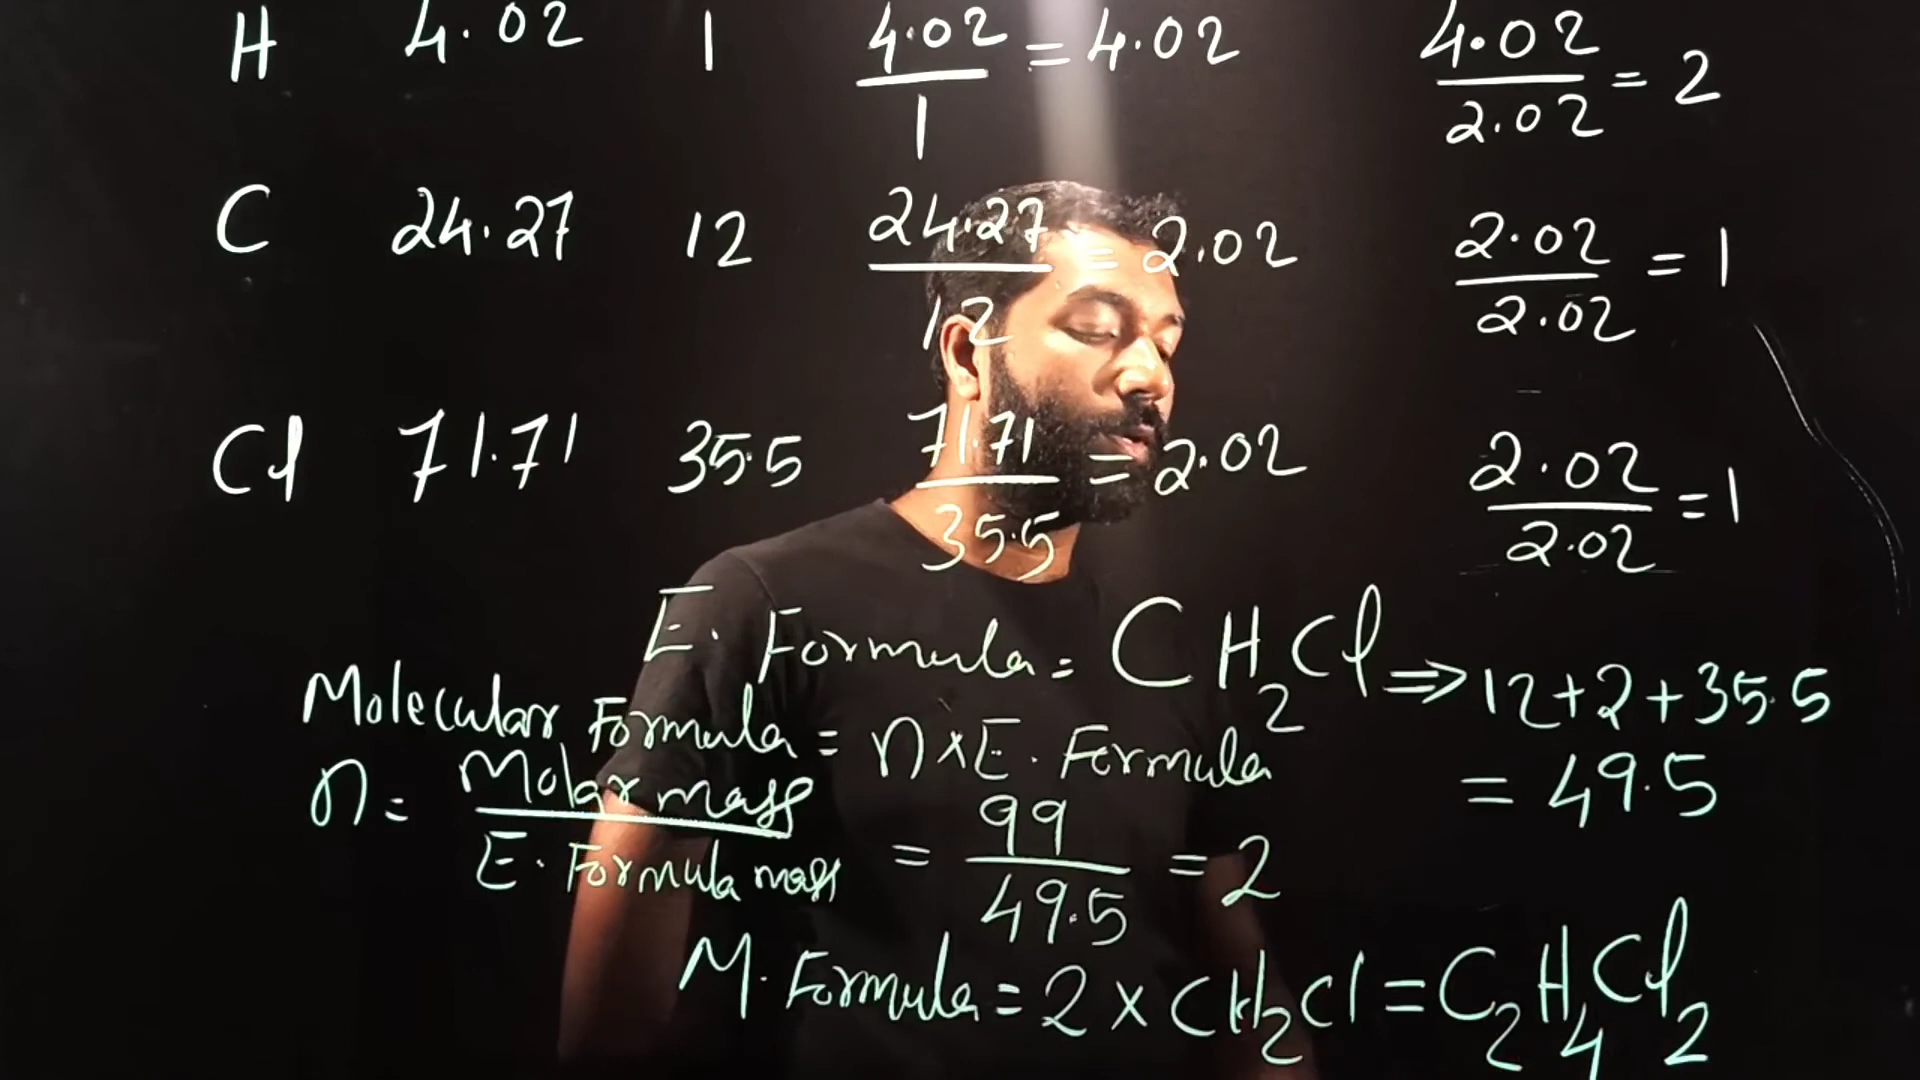 H 4.02 1 4.02/1 = 4.02 4.02/2.02 = 2
C 24.27 12 24.27/12 = 2.02 2.02/2.02 = 1
Cl 71.71 35.5 71.71/35.5 = 2.02 2.02/2.02 = 1
E. Formula = CH₂Cl ⇒ 12+2+35.5
= 49.5
Molecular Formula = n×E. Formula
n = Molar mass/E. Formula mass = 99/49.5 = 2
M. Formula = 2 × CH₂Cl = C₂H₄Cl₂